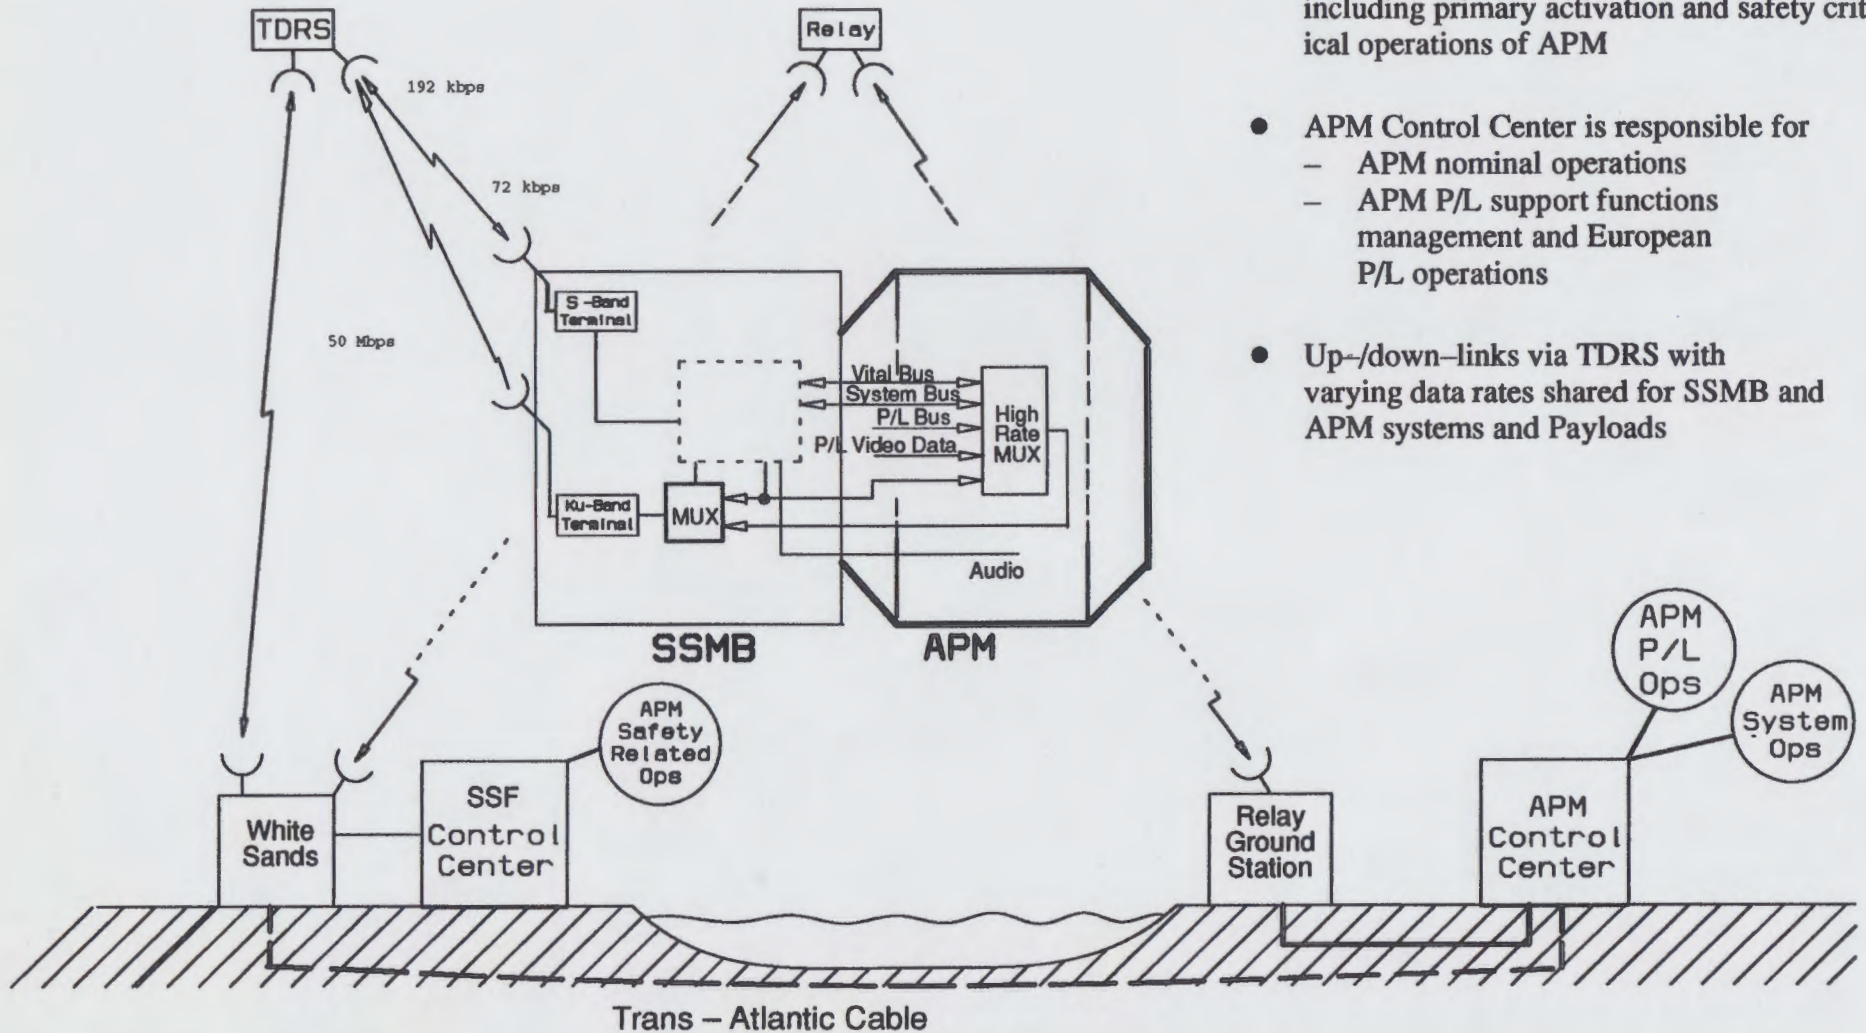 TDRS
Relay
including primary activation and safety crit
ical operations of APM
192 kbps
● APM Control Center is responsible for
– APM nominal operations
– APM P/L support functions
management and European
P/L operations
72 kbps
50 Mbps
● Up–/down–links via TDRS with
varying data rates shared for SSMB and
APM systems and Payloads
S-Band
Terminal
Vital Bus
System Bus
P/L Bus
P/L Video Data
High
Rate
MUX
Ku-Band
Terminal
MUX
Audio
SSMB
APM
APM
Safety
Related
Ops
APM
P/L
Ops
APM
System
Ops
White
Sands
SSF
Control
Center
Relay
Ground
Station
APM
Control
Center
Trans – Atlantic Cable